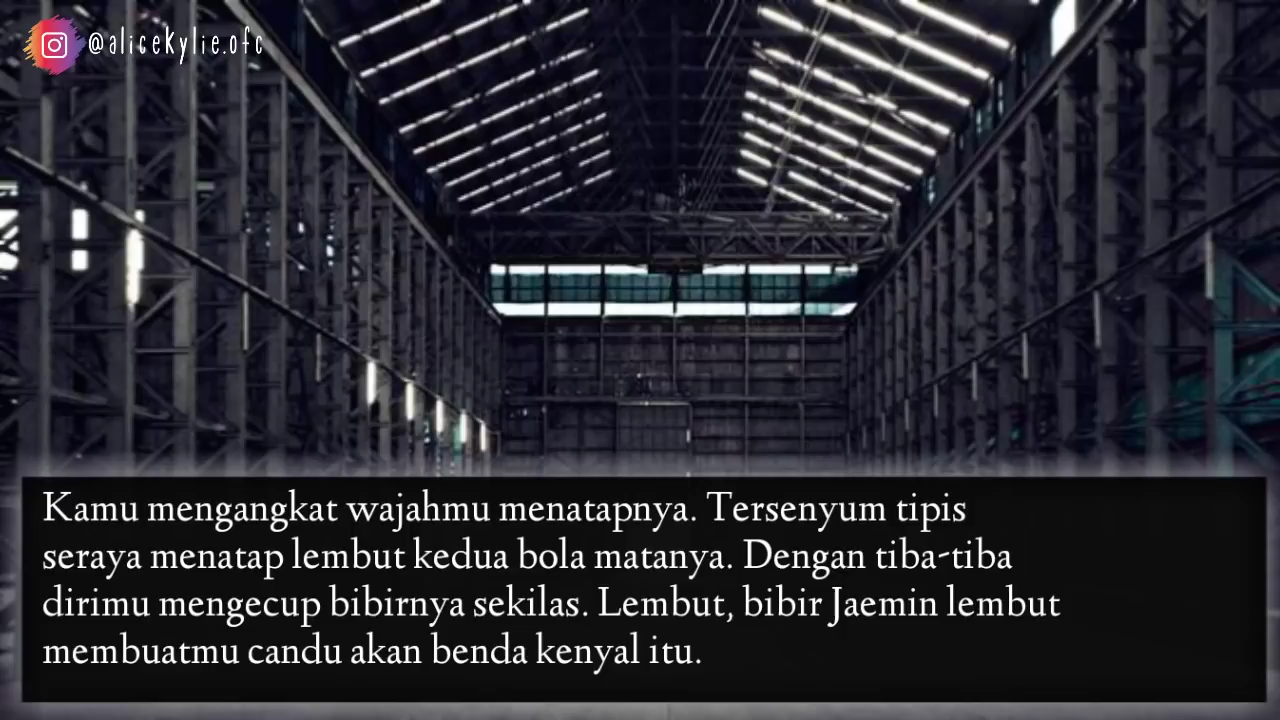 @aliceKylie.ofc
Kamu mengangkat wajahmu menatapnya. Tersenyum tipis
seraya menatap lembut kedua bola matanya. Dengan tiba-tiba
dirimu mengecup bibirnya sekilas. Lembut, bibir Jaemin lembut
membuatmu candu akan benda kenyal itu.